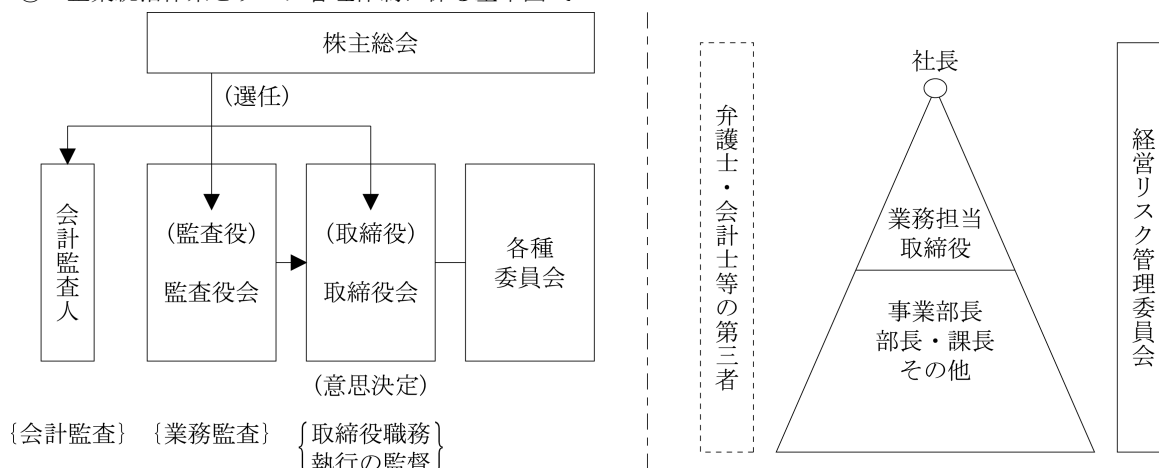 株主総会
(選任)
会計監査人
(監査役)
監査役会
(取締役)
取締役会
各種
委員会
(意思決定)
{会計監査}
{業務監査}
{取締役職務
執行の監督}
弁護士・会計士等の第三者
社長
業務担当
取締役
事業部長
部長・課長
その他
経営リスク管理委員会